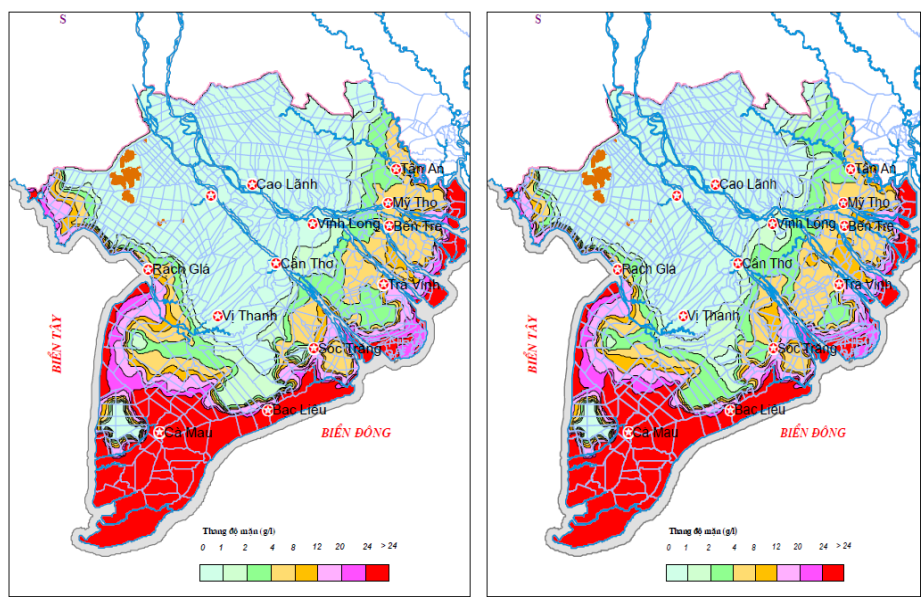 S
Tân An
Cao Lãnh
Mỹ Tho
Vĩnh Long
Bến Tre
Cần Thơ
Rạch Giá
Trà Vinh
Vị Thanh
BIỂN TÂY
Sóc Trăng
Bạc Liêu
Cà Mau
BIỂN ĐÔNG
Thang độ mặn (g/l)
0 1 2 4 8 12 20 24 > 24
S
Tân An
Cao Lãnh
Mỹ Tho
Vĩnh Long
Bến Tre
Cần Thơ
Rạch Giá
Trà Vinh
Vị Thanh
BIỂN TÂY
Sóc Trăng
Bạc Liêu
Cà Mau
BIỂN ĐÔNG
Thang độ mặn (g/l)
0 1 2 4 8 12 20 24 > 24